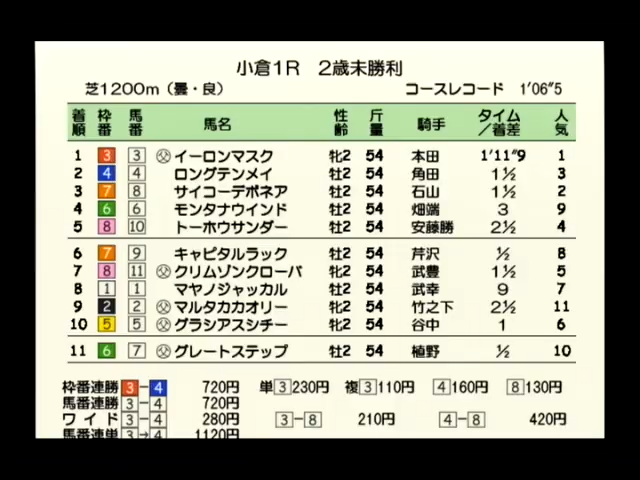 小倉1R 2歳未勝利
芝1200m（曇・良） コースレコード 1'06"5
着順 枠番 馬番 馬名 性齢 斤量 騎手 タイム/着差 人気
1 3 3 父 イーロンマスク 牝2 54 本田 1'11"9 1
2 4 4 ロングテンメイ 牡2 54 角田 1½ 3
3 7 8 サイコーデボネア 牡2 54 石山 1½ 2
4 6 6 モンタナウインド 牡2 54 畑端 3 9
5 8 10 トーホウサンダー 牡2 54 安藤勝 2½ 4
6 7 9 キャピタルラック 牡2 54 芹沢 ½ 8
7 8 11 父 クリムゾンクローバ 牝2 54 武豊 1½ 5
8 1 1 マヤノジャッカル 牡2 54 武幸 9 7
9 2 2 父 マルタカカオリー 牝2 54 竹之下 2½ 11
10 5 5 父 グラシアスシチー 牝2 54 谷中 1 6
11 6 7 父 グレートステップ 牡2 54 植野 ½ 10
枠番連勝 3-4 720円 単3 230円 複3 110円 4 160円 8 130円
馬番連勝 3-4 720円
ワイド 3-4 280円 3-8 210円 4-8 420円
馬番連単 3→4 1120円